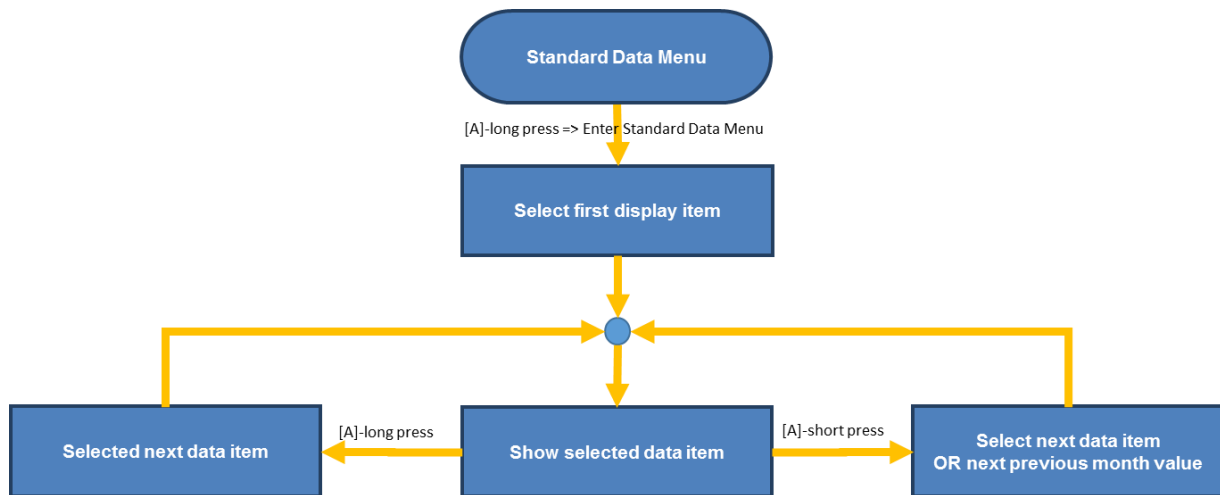 Standard Data Menu
[A]-long press => Enter Standard Data Menu
Select first display item
Selected next data item
[A]-long press
Show selected data item
[A]-short press
Select next data item
OR next previous month value